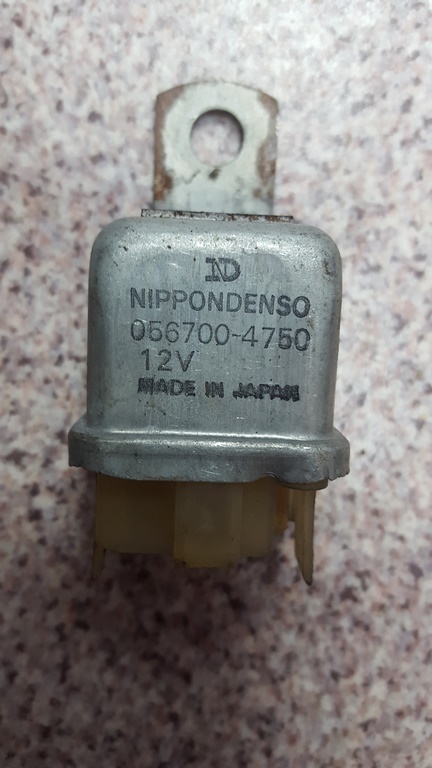 ND
NIPPONDENSO
056700-4750
12V
MADE IN JAPAN